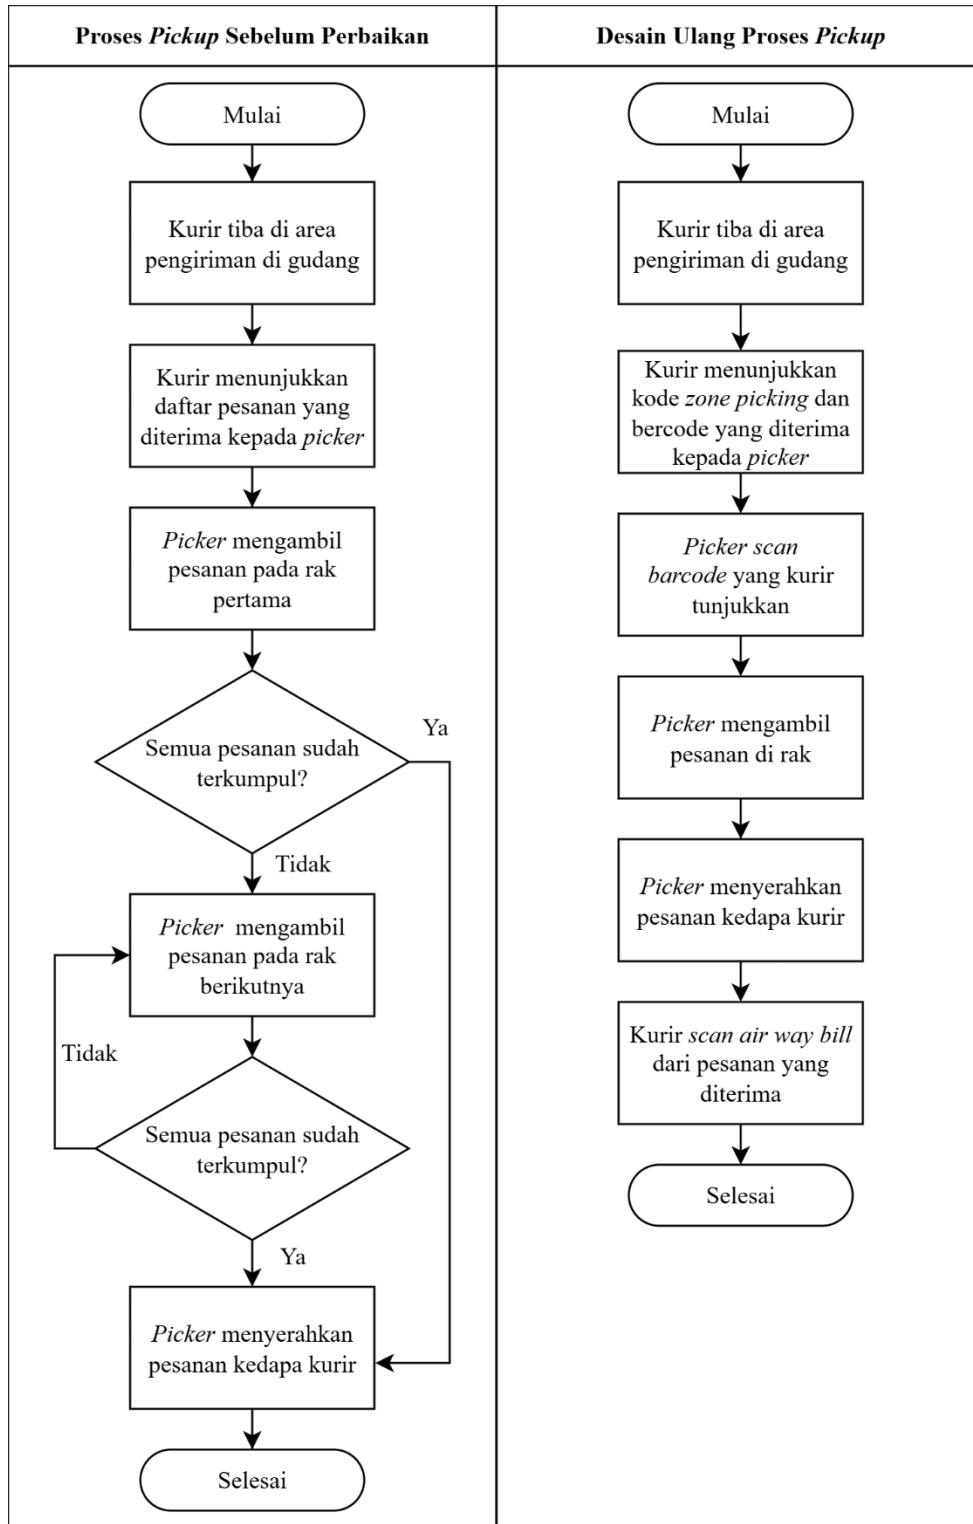 Proses Pickup Sebelum Perbaikan
Mulai
Kurir tiba di area
pengiriman di gudang
Kurir menunjukkan
daftar pesanan yang
diterima kepada picker
Picker mengambil
pesanan pada rak
pertama
Semua pesanan sudah
terkumpul?
Ya
Tidak
Picker mengambil
pesanan pada rak
berikutnya
Tidak
Semua pesanan sudah
terkumpul?
Ya
Picker menyerahkan
pesanan kedapa kurir
Selesai
Desain Ulang Proses Pickup
Mulai
Kurir tiba di area
pengiriman di gudang
Kurir menunjukkan
kode zone picking dan
bercode yang diterima
kepada picker
Picker scan
barcode yang kurir
tunjukkan
Picker mengambil
pesanan di rak
Picker menyerahkan
pesanan kedapa kurir
Kurir scan air way bill
dari pesanan yang
diterima
Selesai